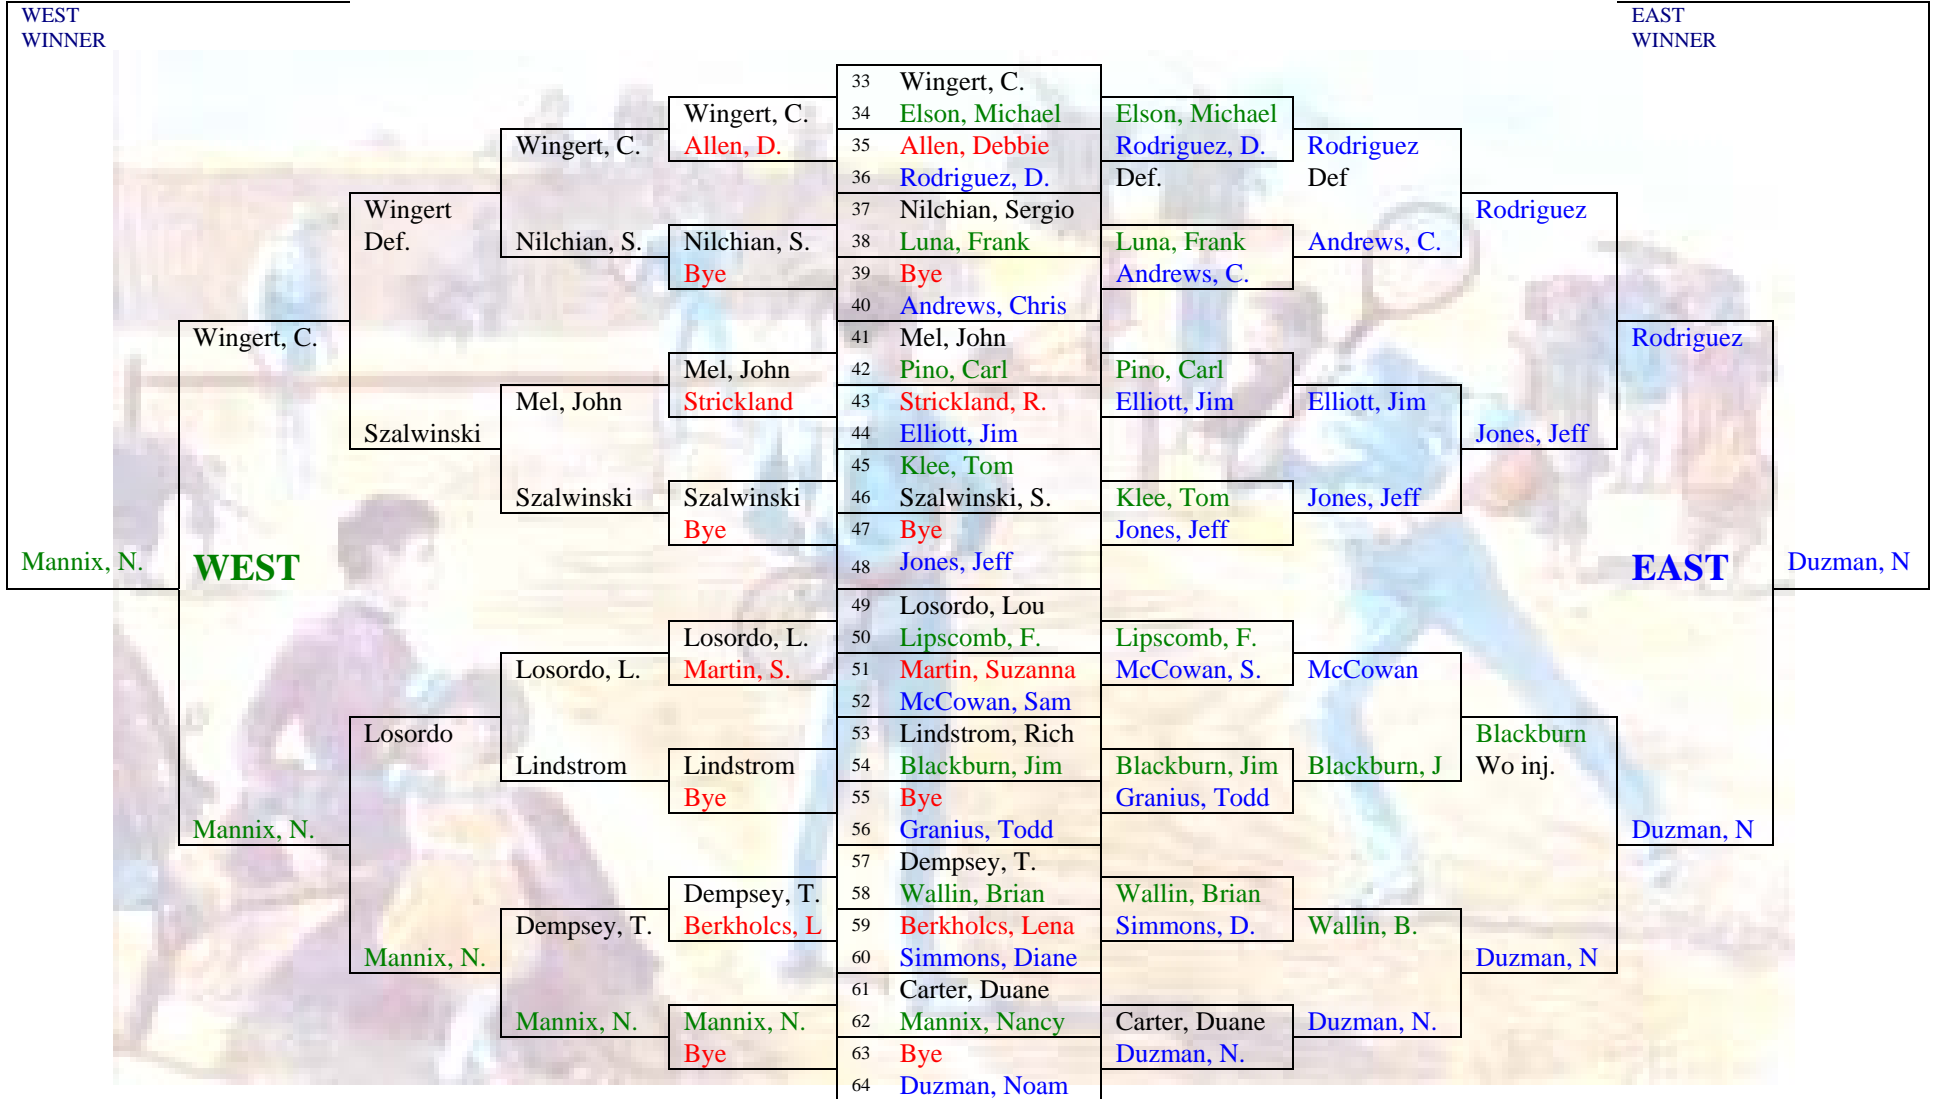 WEST
WINNER
EAST
WINNER
33 Wingert, C.
Wingert, C. 34 Elson, Michael Elson, Michael
Wingert, C. Allen, D. 35 Allen, Debbie Rodriguez, D. Rodriguez
36 Rodriguez, D. Def. Def
Wingert 37 Nilchian, Sergio Rodriguez
Def. Nilchian, S. Nilchian, S. 38 Luna, Frank Luna, Frank Andrews, C.
Bye 39 Bye Andrews, C.
40 Andrews, Chris
Wingert, C. 41 Mel, John Rodriguez
Mel, John 42 Pino, Carl Pino, Carl
Mel, John Strickland 43 Strickland, R. Elliott, Jim Elliott, Jim
Szalwinski 44 Elliott, Jim Jones, Jeff
45 Klee, Tom
Szalwinski Szalwinski 46 Szalwinski, S. Klee, Tom Jones, Jeff
Bye 47 Bye Jones, Jeff
Mannix, N. WEST 48 Jones, Jeff EAST Duzman, N
49 Losordo, Lou
Losordo, L. 50 Lipscomb, F. Lipscomb, F.
Losordo, L. Martin, S. 51 Martin, Suzanna McCowan, S. McCowan
52 McCowan, Sam
Losordo 53 Lindstrom, Rich Blackburn
Lindstrom Lindstrom 54 Blackburn, Jim Blackburn, Jim Blackburn, J Wo inj.
Bye 55 Bye Granius, Todd
Mannix, N. 56 Granius, Todd Duzman, N
57 Dempsey, T.
Dempsey, T. 58 Wallin, Brian Wallin, Brian
Dempsey, T. Berkholcs, L 59 Berkholcs, Lena Simmons, D. Wallin, B.
Mannix, N. 60 Simmons, Diane Duzman, N
61 Carter, Duane
Mannix, N. Mannix, N. 62 Mannix, Nancy Carter, Duane Duzman, N.
Bye 63 Bye Duzman, N.
64 Duzman, Noam